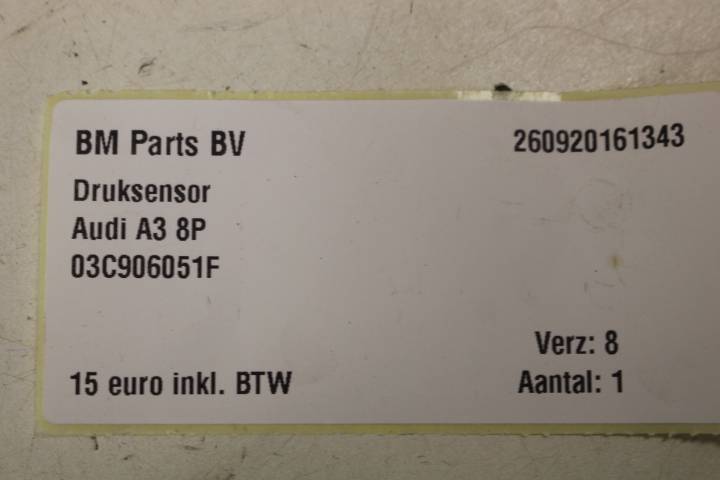 BM Parts BV
260920161343
Druksensor
Audi A3 8P
03C906051F
Verz: 8
15 euro inkl. BTW
Aantal: 1